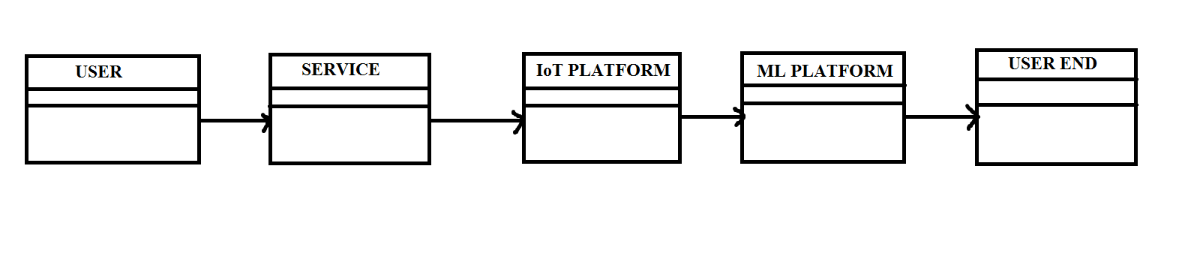 USER
SERVICE
IoT PLATFORM
ML PLATFORM
USER END